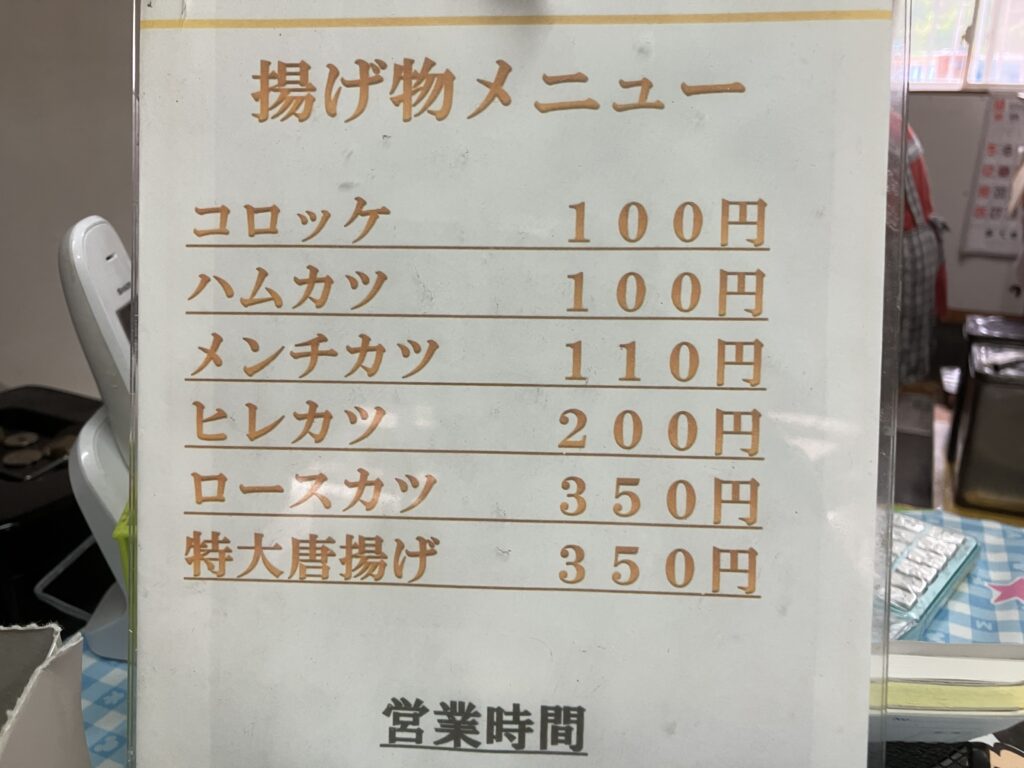 揚げ物メニュー
コロッケ １００円
ハムカツ １００円
メンチカツ １１０円
ヒレカツ ２００円
ロースカツ ３５０円
特大唐揚げ ３５０円
営業時間